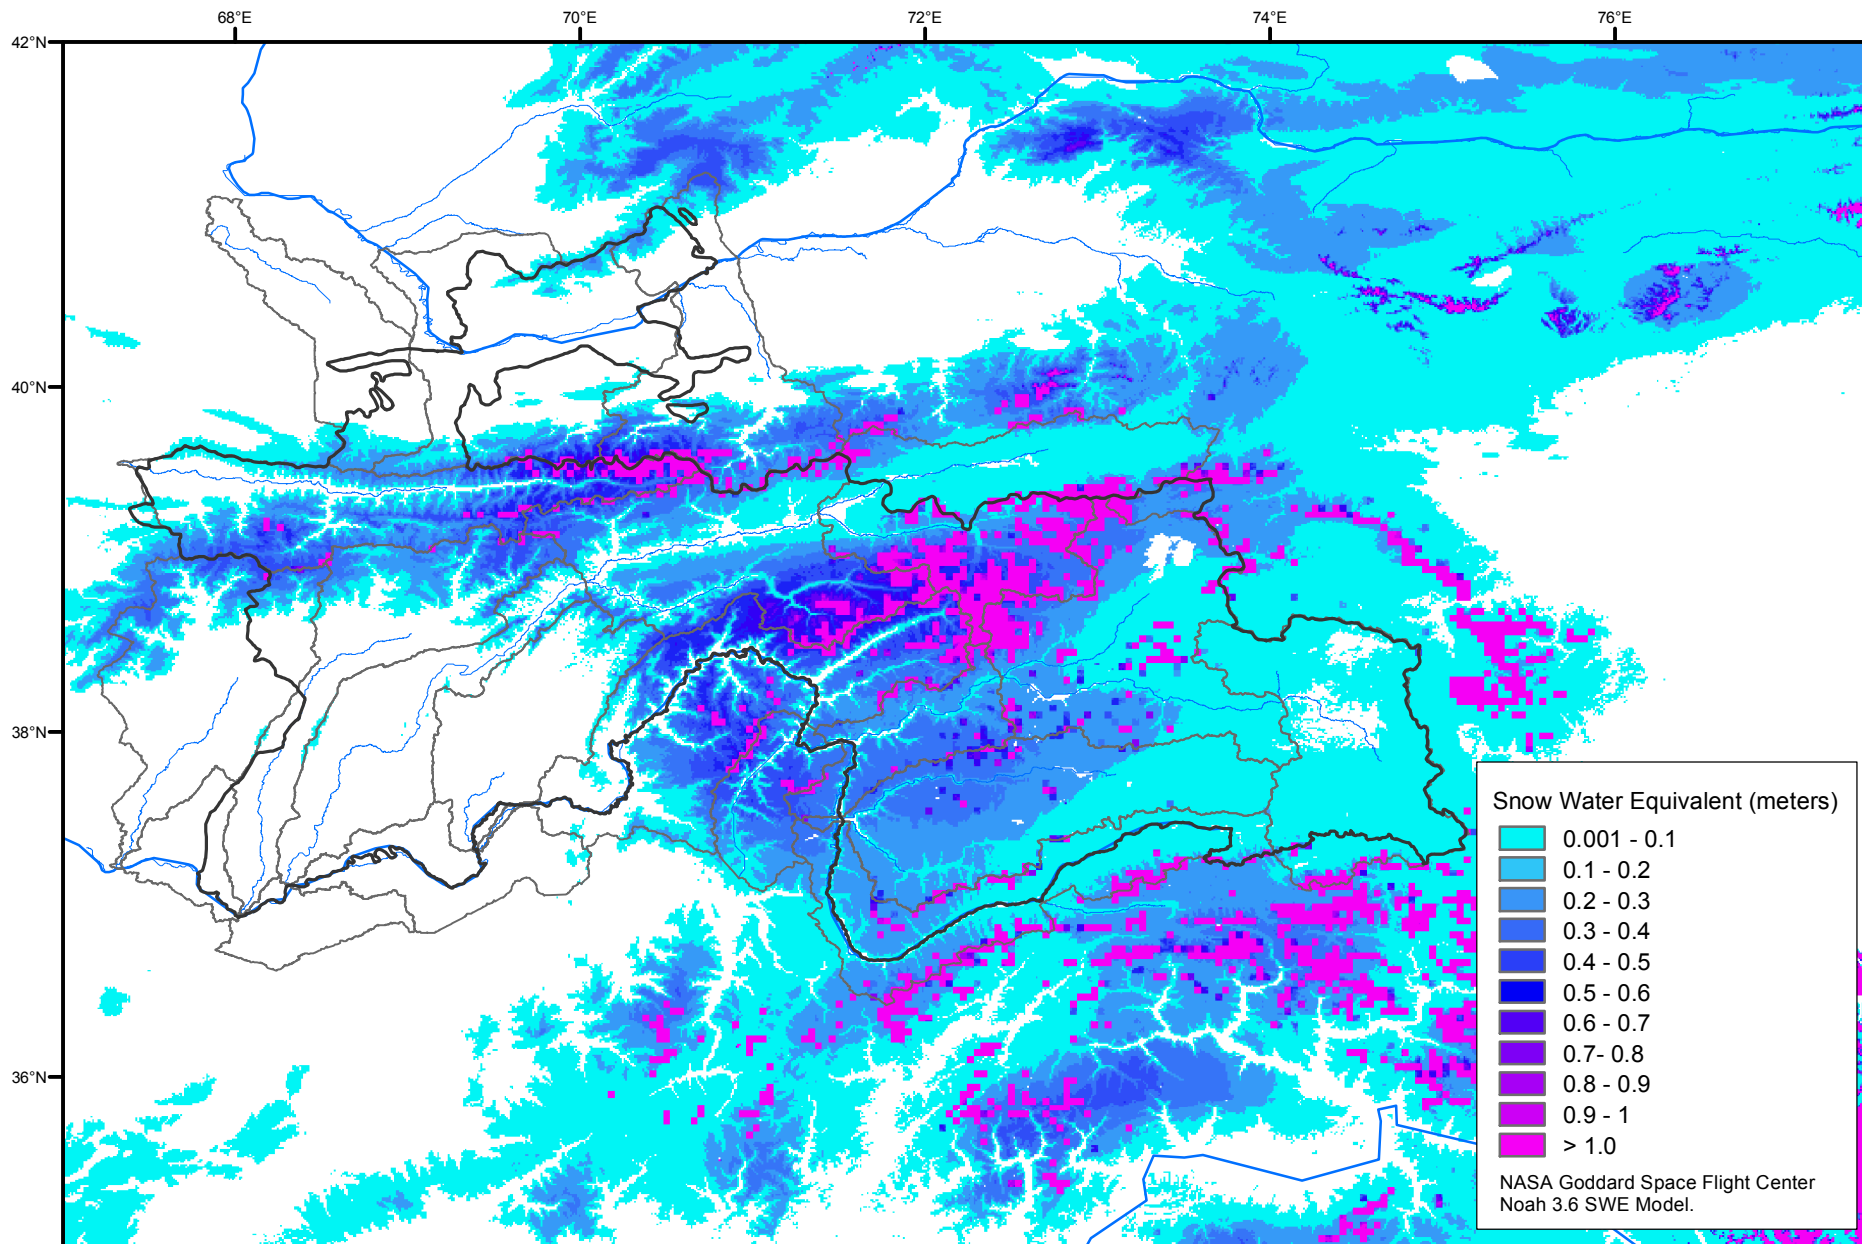 68°E 70°E 72°E 74°E 76°E
42°N
40°N
38°N
36°N
Snow Water Equivalent (meters)
0.001 - 0.1
0.1 - 0.2
0.2 - 0.3
0.3 - 0.4
0.4 - 0.5
0.5 - 0.6
0.6 - 0.7
0.7- 0.8
0.8 - 0.9
0.9 - 1
> 1.0
NASA Goddard Space Flight Center
Noah 3.6 SWE Model.